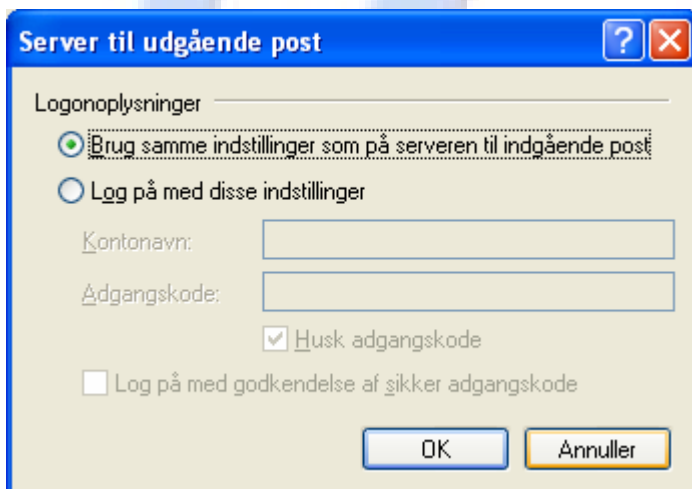 Server til udgående post
Logonoplysninger
Brug samme indstillinger som på serveren til indgående post
Log på med disse indstillinger
Kontonavn:
Adgangskode:
Husk adgangskode
Log på med godkendelse af sikker adgangskode
OK Annuller